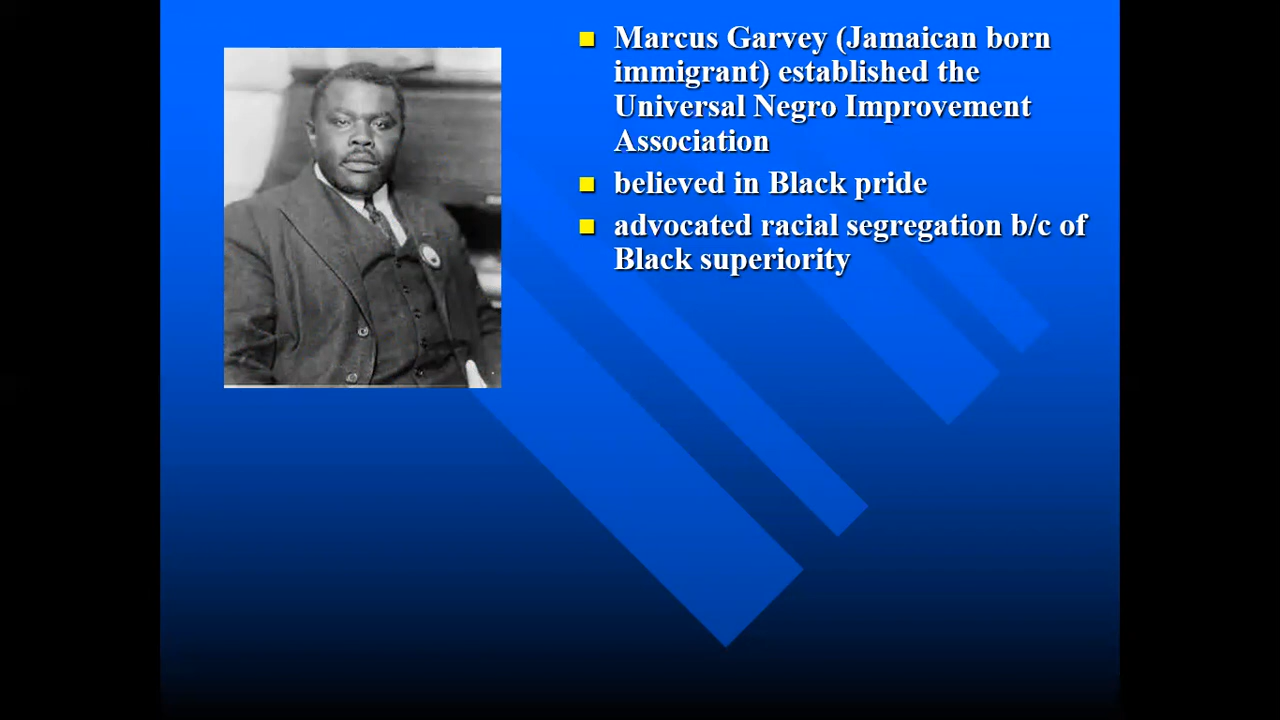 Marcus Garvey (Jamaican born
immigrant) established the
Universal Negro Improvement
Association
believed in Black pride
advocated racial segregation b/c of
Black superiority